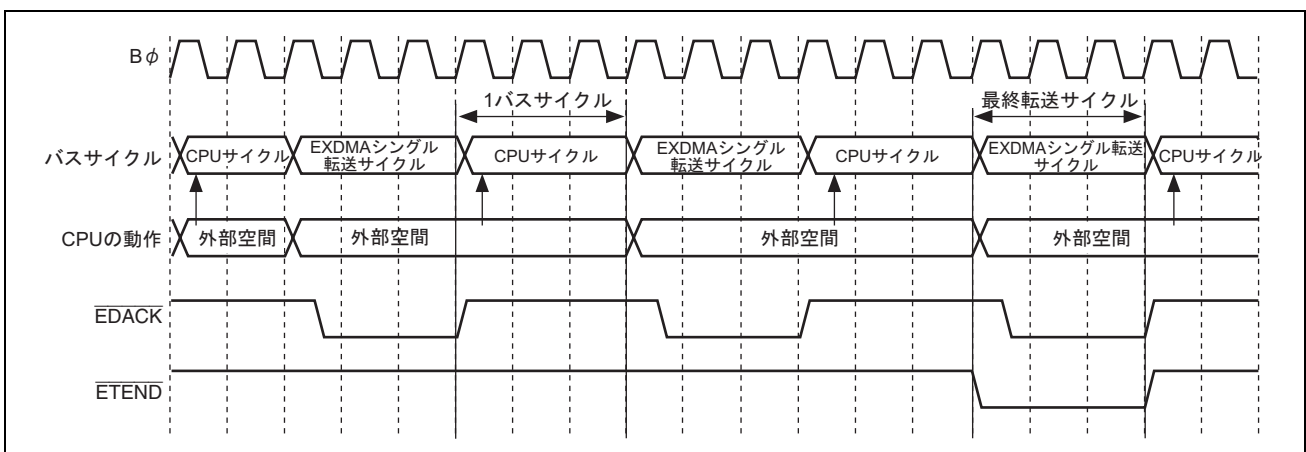 Bφ
1バスサイクル
最終転送サイクル
バスサイクル
CPUサイクル
EXDMAシングル
転送サイクル
CPUサイクル
EXDMAシングル
転送サイクル
CPUサイクル
EXDMAシングル転送
サイクル
CPUサイクル
CPUの動作
外部空間
外部空間
外部空間
外部空間
EDACK
ETEND